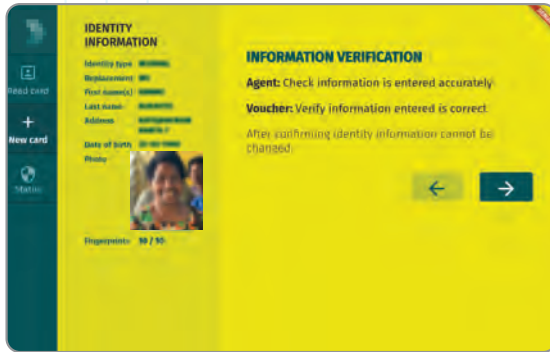 Read card
New card
Status
IDENTITY
INFORMATION
Identity type
Replacement
First name(s)
Last name
Address
Date of birth
Photo
Fingerprints 10 / 10
INFORMATION VERIFICATION
Agent: Check information is entered accurately
Voucher: Verify information entered is correct
After confirming identity information cannot be
changed.